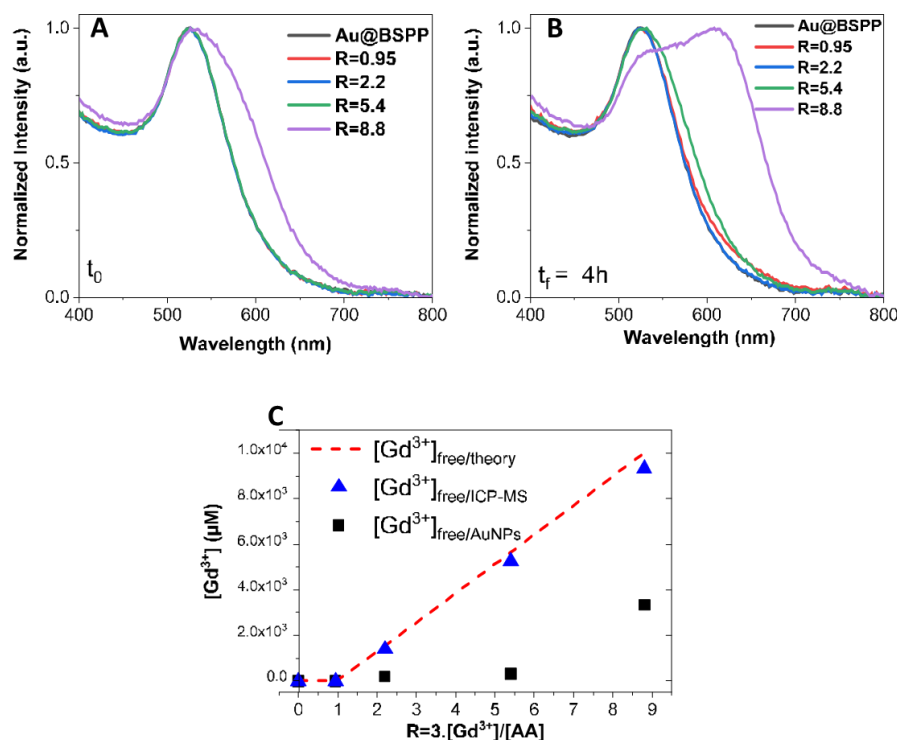 A
Au@BSPP
R=0.95
R=2.2
R=5.4
R=8.8
t0
Normalized Intensity (a.u.)
1.0
0.5
0.0
400 500 600 700 800
Wavelength (nm)
B
Au@BSPP
R=0.95
R=2.2
R=5.4
R=8.8
tf = 4h
Normalized Intensity (a.u.)
1.0
0.5
0.0
400 500 600 700 800
Wavelength (nm)
C
[Gd3+]free/theory
[Gd3+]free/ICP-MS
[Gd3+]free/AuNPs
[Gd3+] (µM)
1.0x10⁴
8.0x10³
6.0x10³
4.0x10³
2.0x10³
0.0
0 1 2 3 4 5 6 7 8 9
R=3.[Gd3+]/[AA]